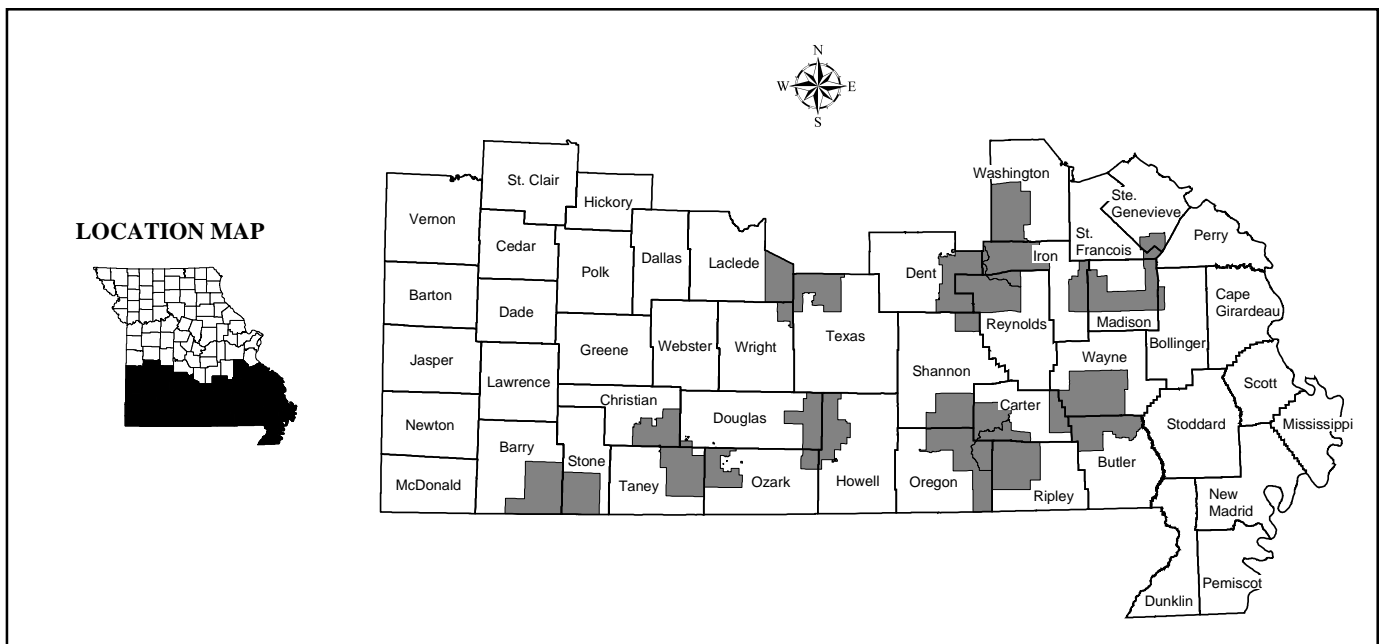 N
W E
S
LOCATION MAP
Washington
St. Clair
Hickory
Ste.
Genevieve
Vernon
Cedar
Polk
Dallas
Laclede
Dent
Iron
St.
Francois
Perry
Barton
Dade
Texas
Reynolds
Madison
Cape
Girardeau
Jasper
Greene
Webster
Wright
Bollinger
Lawrence
Shannon
Wayne
Scott
Christian
Carter
Newton
Douglas
Stoddard
Mississippi
Barry
Stone
McDonald
Taney
Ozark
Howell
Oregon
Ripley
Butler
New
Madrid
Pemiscot
Dunklin